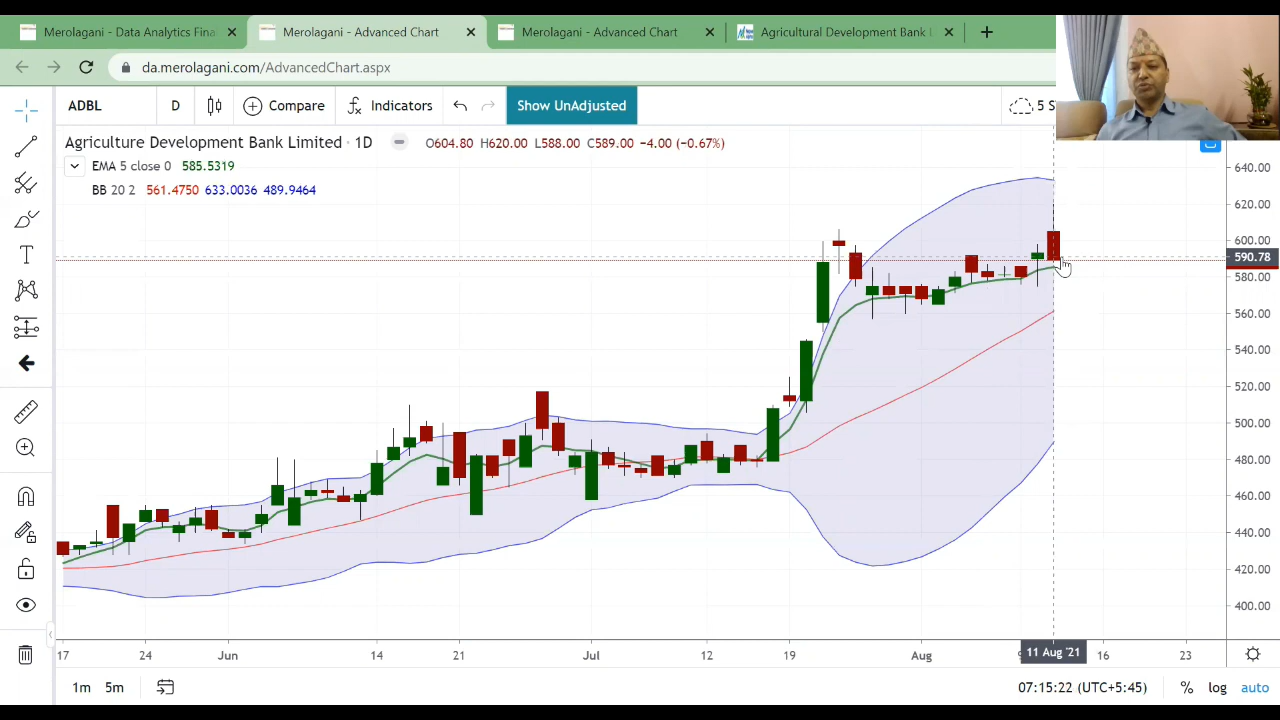 Merolagani - Data Analytics Fina
Merolagani - Advanced Chart
Merolagani - Advanced Chart
Agricultural Development Bank L
da.merolagani.com/AdvancedChart.aspx
ADBL D Compare Indicators Show UnAdjusted 5 S
Agriculture Development Bank Limited · 1D O604.80 H620.00 L588.00 C589.00 -4.00 (-0.67%)
EMA 5 close 0 585.5319
BB 20 2 561.4750 633.0036 489.9464
640.00
620.00
600.00
590.78
580.00
560.00
540.00
520.00
500.00
480.00
460.00
440.00
420.00
400.00
17 24 Jun 14 21 Jul 12 19 Aug 11 Aug '21 16 23
1m 5m 07:15:22 (UTC+5:45) % log auto